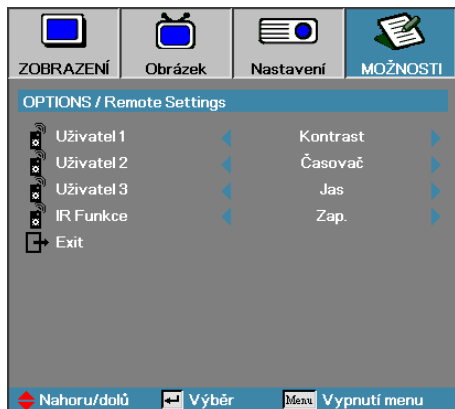 ZOBRAZENÍ Obrázek Nastavení MOŽNOSTI
OPTIONS / Remote Settings
Uživatel 1 Kontrast
Uživatel 2 Časovač
Uživatel 3 Jas
IR Funkce Zap.
Exit
Nahoru/dolů Výběr Menu Vypnutí menu